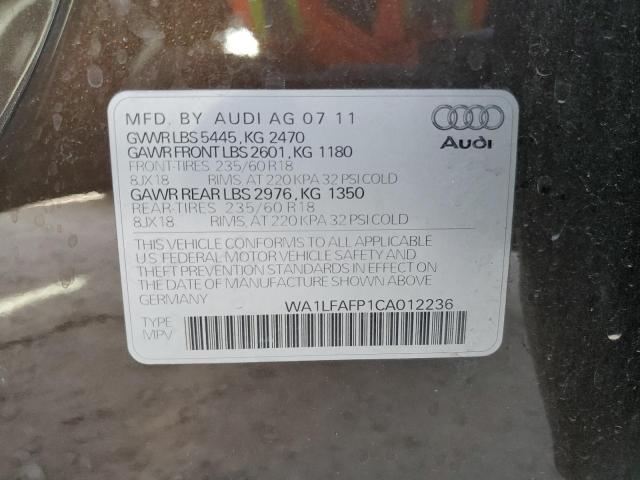 MFD. BY AUDI AG 07 11
GVWR LBS 5445, KG 2470
GAWR FRONT LBS 2601, KG 1180
FRONT-TIRES 235/60 R18
8JX18 RIMS, AT 220 KPA 32 PSI COLD
GAWR REAR LBS 2976, KG 1350
REAR-TIRES 235/60 R18
8JX18 RIMS, AT 220 KPA 32 PSI COLD
Audi
THIS VEHICLE CONFORMS TO ALL APPLICABLE
U.S FEDERAL MOTOR VEHICLE SAFETY AND
THEFT PREVENTION STANDARDS IN EFFECT ON
THE DATE OF MANUFACTURE SHOWN ABOVE.
GERMANY WA1LFAFP1CA012236
TYPE
MPV